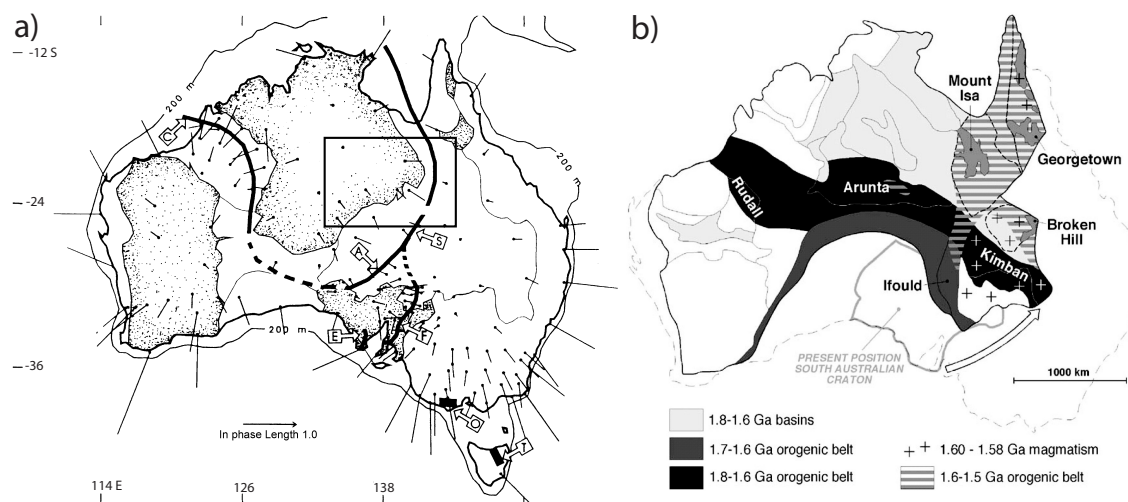 a)
-12 S
-24
-36
114 E
126
138
200 m
200 m
200 m
C
S
A
E
F
O
T
In phase Length 1.0
b)
Mount
Isa
Georgetown
Rudall
Arunta
Broken
Hill
Kimban
Ifould
PRESENT POSITION
SOUTH AUSTRALIAN
CRATON
1000 km
1.8-1.6 Ga basins
1.7-1.6 Ga orogenic belt
1.8-1.6 Ga orogenic belt
1.60 - 1.58 Ga magmatism
1.6-1.5 Ga orogenic belt